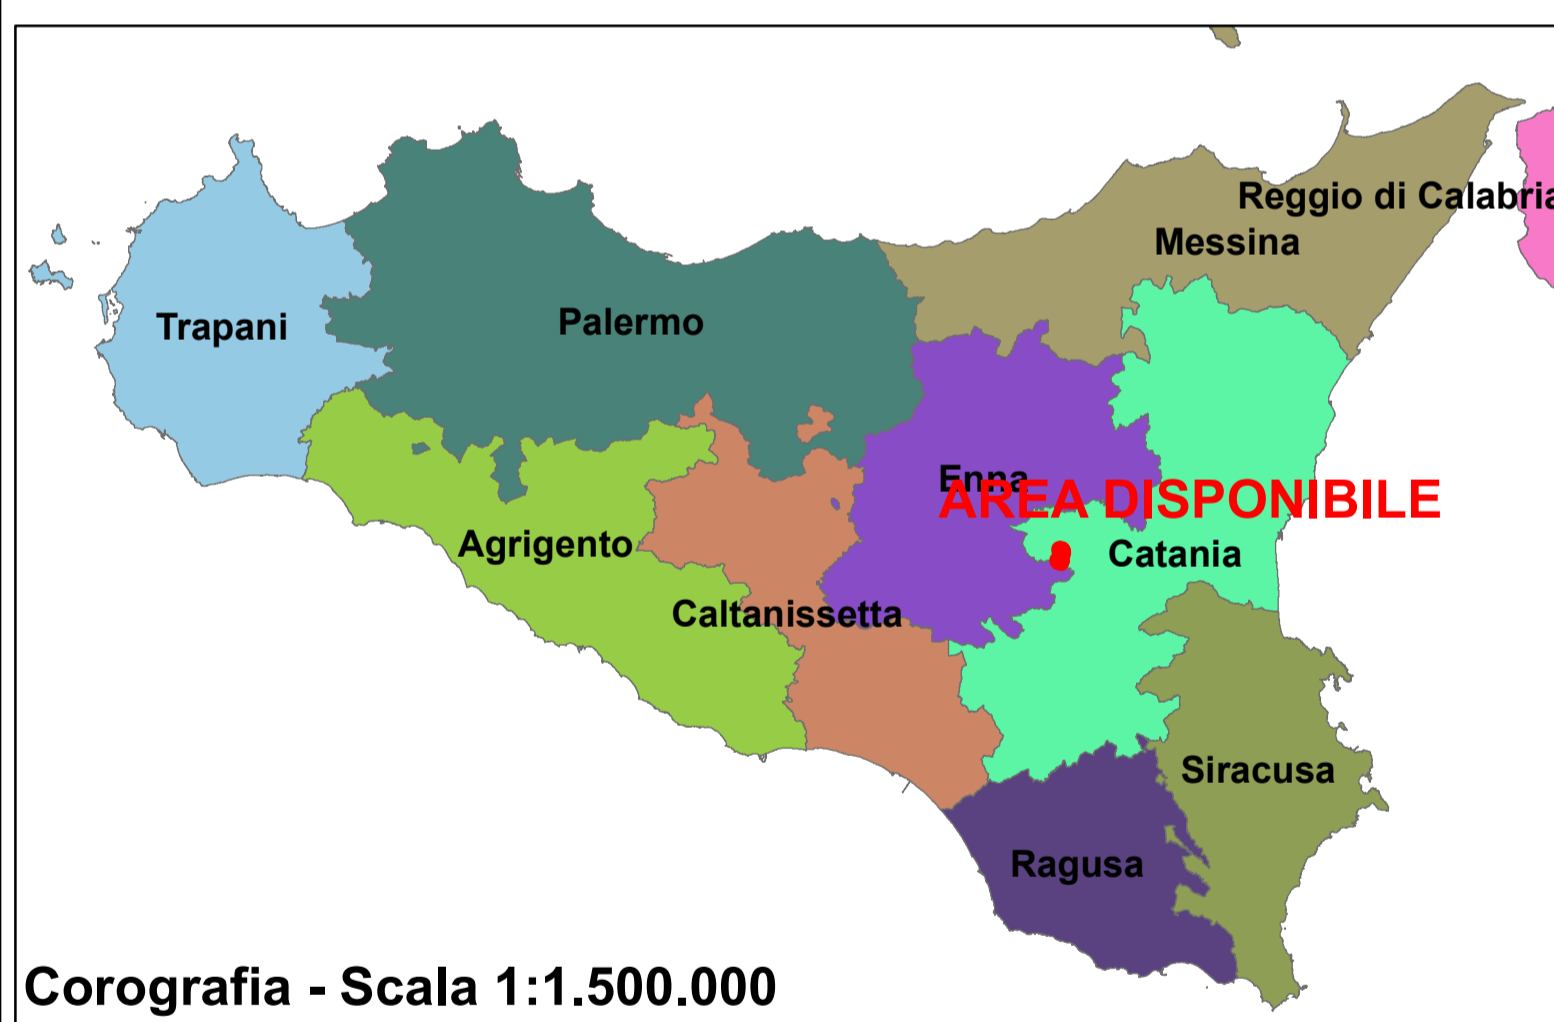 Reggio di Calabria
Messina
Trapani
Palermo
Enna
AREA DISPONIBILE
Agrigento
Catania
Caltanissetta
Siracusa
Ragusa
Corografia - Scala 1:1.500.000